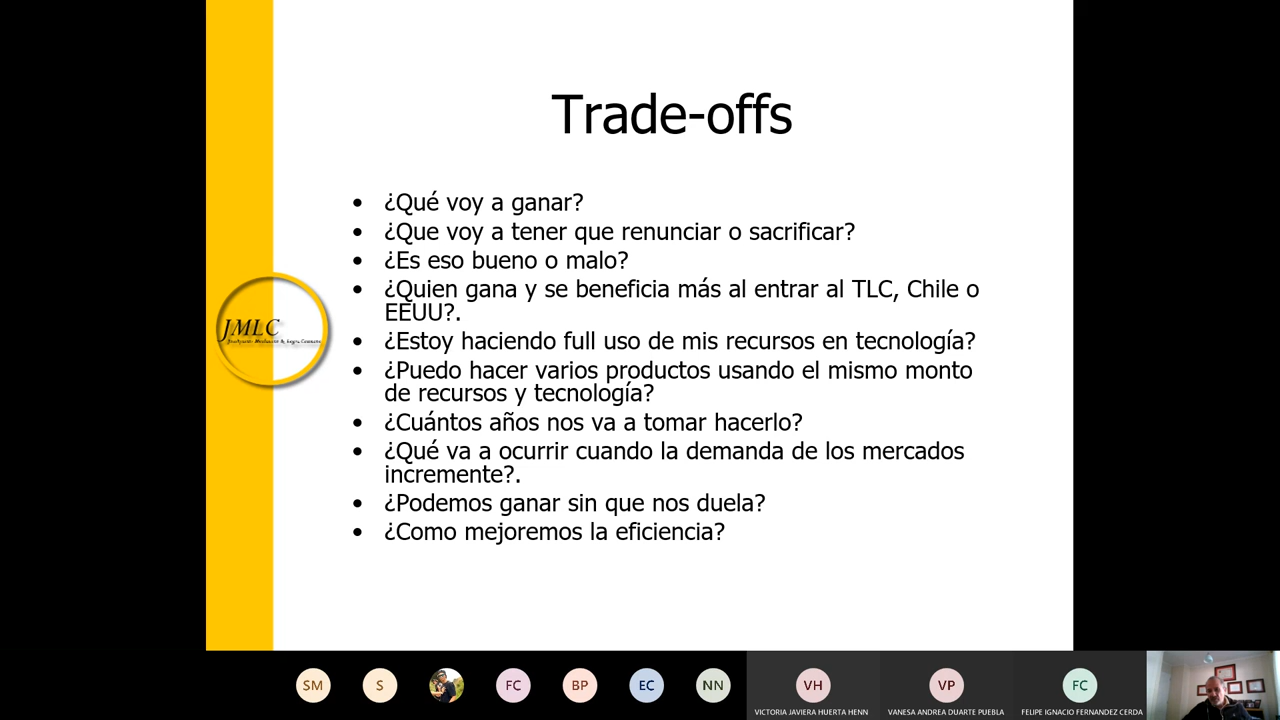 Trade-offs
• ¿Qué voy a ganar?
• ¿Que voy a tener que renunciar o sacrificar?
• ¿Es eso bueno o malo?
• ¿Quien gana y se beneficia más al entrar al TLC, Chile o
EEUU?.
• ¿Estoy haciendo full uso de mis recursos en tecnología?
• ¿Puedo hacer varios productos usando el mismo monto
de recursos y tecnología?
• ¿Cuántos años nos va a tomar hacerlo?
• ¿Qué va a ocurrir cuando la demanda de los mercados
incremente?.
• ¿Podemos ganar sin que nos duela?
• ¿Como mejoremos la eficiencia?
JMLC
SM S FC BP EC NN VH VP FC
VICTORIA JAVIERA HUERTA HENN VANESA ANDREA DUARTE PUEBLA FELIPE IGNACIO FERNANDEZ CERDA